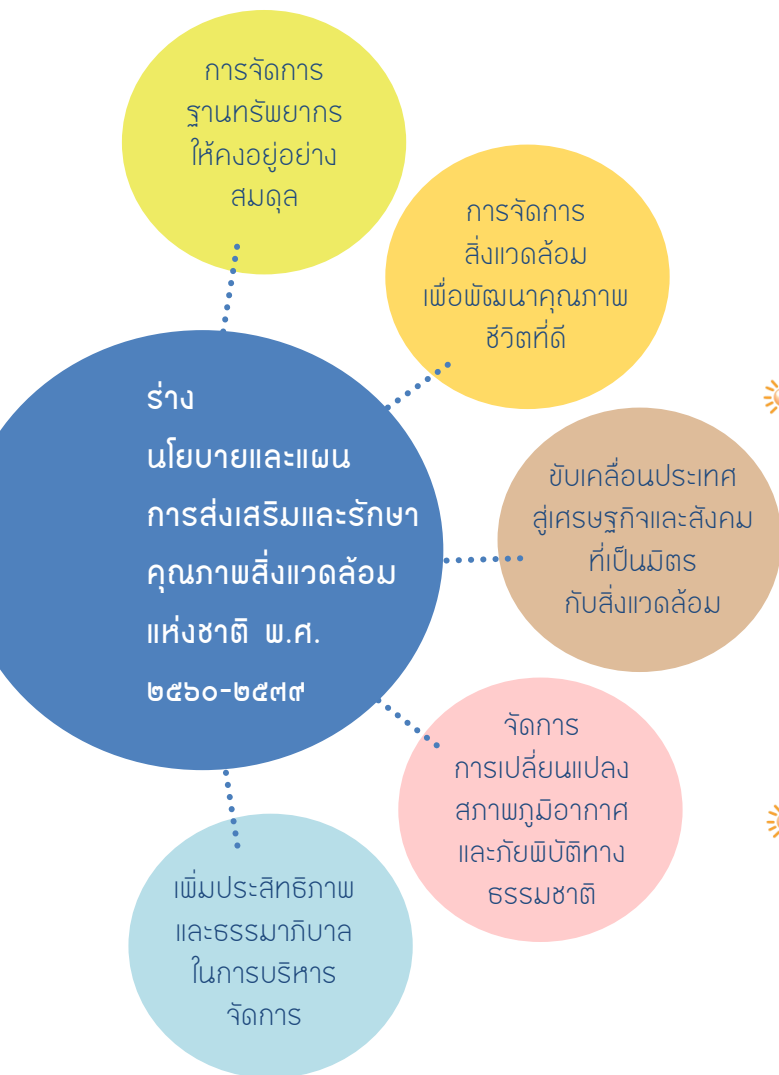 การจัดการ
ฐานทรัพยากร
ให้คงอยู่อย่าง
สมดุล
การจัดการ
สิ่งแวดล้อม
เพื่อพัฒนาคุณภาพ
ชีวิตที่ดี
ร่าง
นโยบายและแผน
การส่งเสริมและรักษา
คุณภาพสิ่งแวดล้อม
แห่งชาติ พ.ศ.
๒๕๖๐-๒๕๗๙
ขับเคลื่อนประเทศ
สู่เศรษฐกิจและสังคม
ที่เป็นมิตร
กับสิ่งแวดล้อม
จัดการ
การเปลี่ยนแปลง
สภาพภูมิอากาศ
และภัยพิบัติทาง
ธรรมชาติ
เพิ่มประสิทธิภาพ
และธรรมาภิบาล
ในการบริหาร
จัดการ